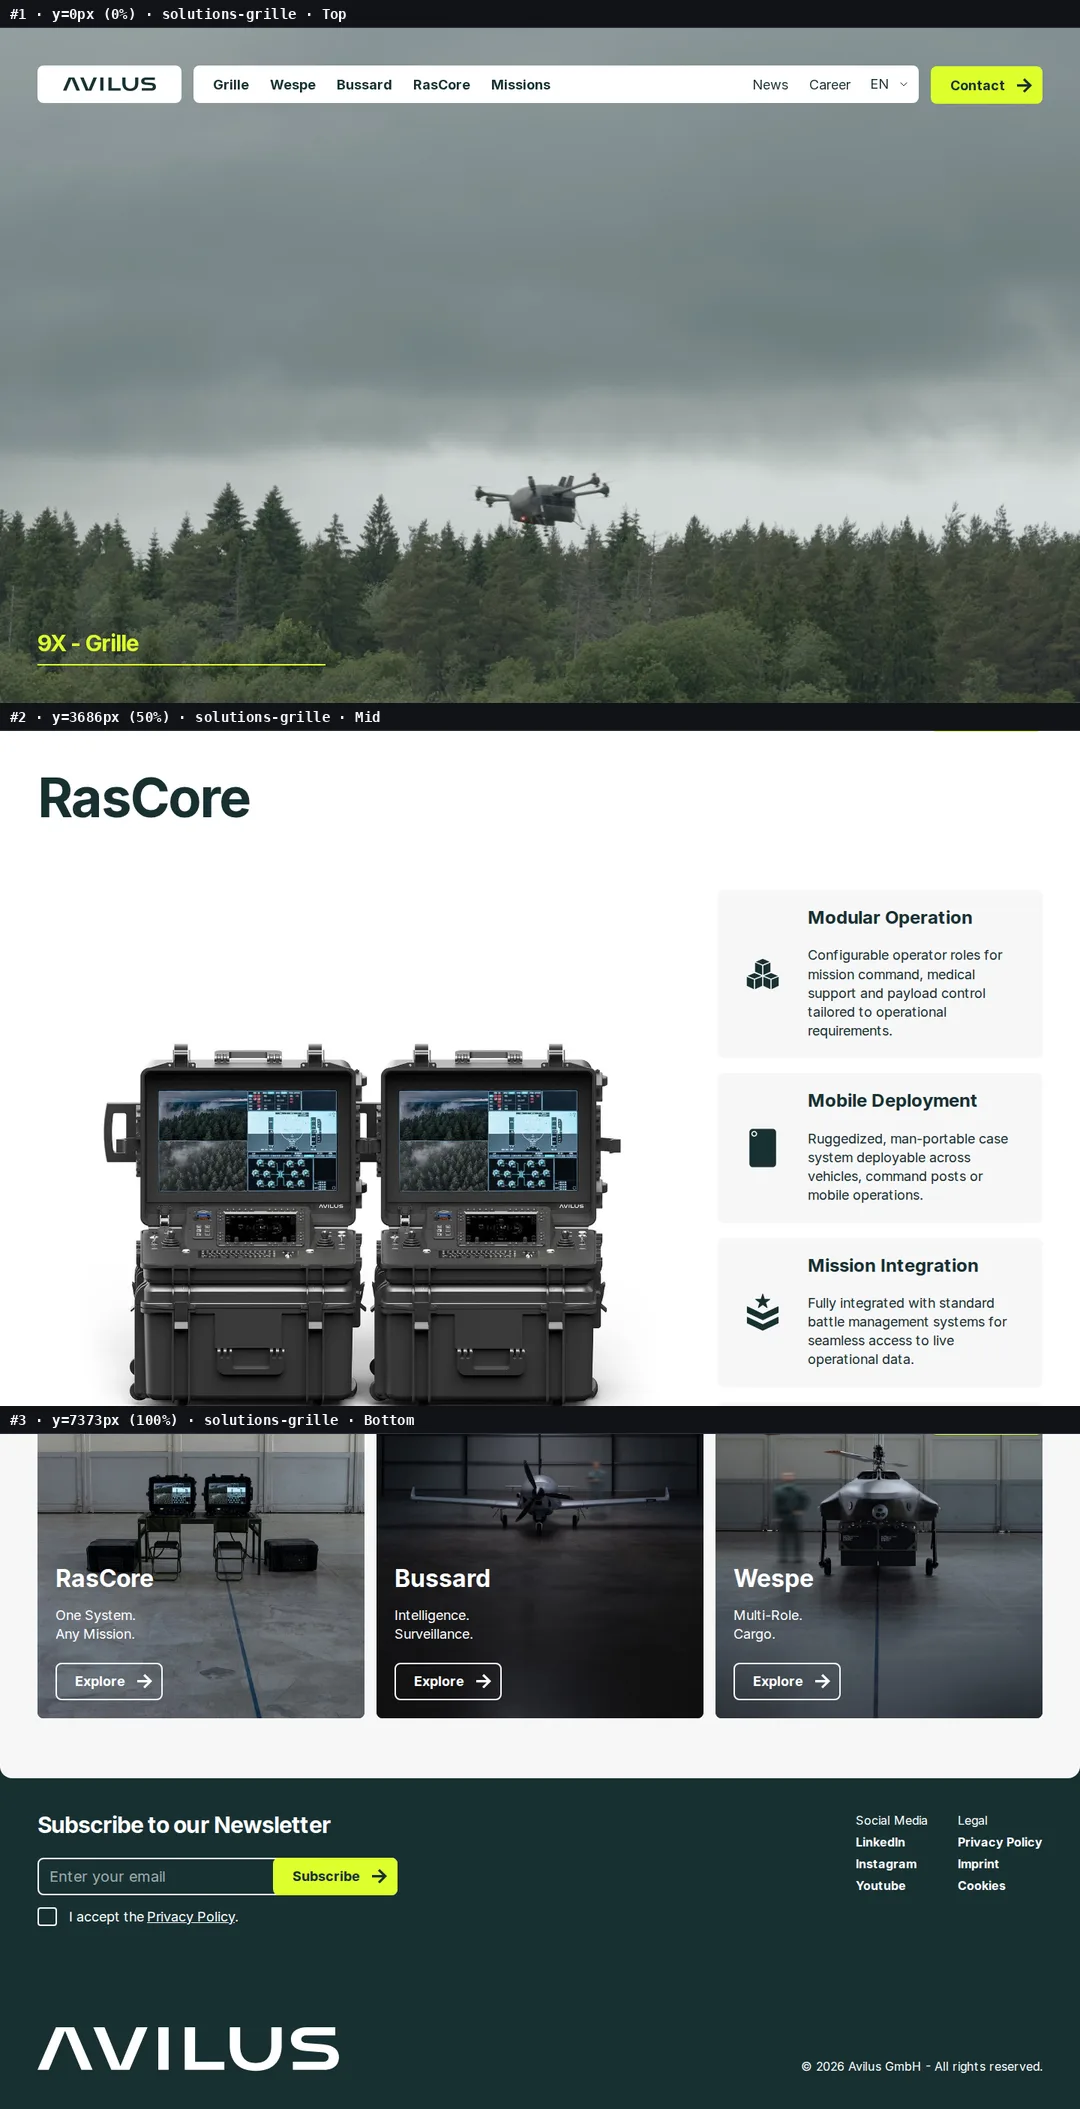 #1 · y=0px (0%) · solutions-grille · Top
AVILUS
Grille
Wespe
Bussard
RasCore
Missions
News
Career
EN
Contact
9X - Grille
#2 · y=3686px (50%) · solutions-grille · Mid
RasCore
Modular Operation
Configurable operator roles for
mission command, medical
support and payload control
tailored to operational
requirements.
Mobile Deployment
Ruggedized, man-portable case
system deployable across
vehicles, command posts or
mobile operations.
Mission Integration
Fully integrated with standard
battle management systems for
seamless access to live
operational data.
AVILUS
AVILUS
#3 · y=7373px (100%) · solutions-grille · Bottom
RasCore
One System.
Any Mission.
Explore
Bussard
Intelligence.
Surveillance.
Explore
Wespe
Multi-Role.
Cargo.
Explore
Subscribe to our Newsletter
Enter your email
Subscribe
I accept the Privacy Policy.
Social Media
LinkedIn
Instagram
Youtube
Legal
Privacy Policy
Imprint
Cookies
AVILUS
© 2026 Avilus GmbH - All rights reserved.